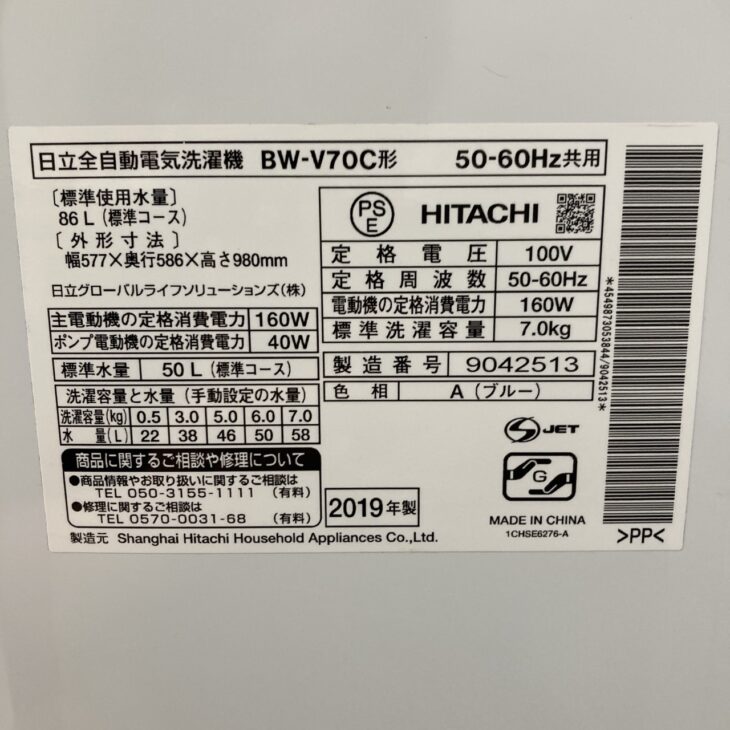 日立全自動電気洗濯機 BW-V70C形 50-60Hz共用
〔標準使用水量〕
86 L (標準コース)
〔外形寸法〕
幅577×奥行586×高さ980mm
日立グローバルライフソリューションズ(株)
主電動機の定格消費電力 160W
ポンプ電動機の定格消費電力 40W
標準水量 50 L (標準コース)
洗濯容量と水量 (手動設定の水量)
洗濯容量(kg) 0.5 3.0 5.0 6.0 7.0
水量(L) 22 38 46 50 58
商品に関するご相談や修理について
●商品情報やお取り扱いに関するご相談は
TEL 050-3155-1111 (有料)
●修理に関するご相談は
TEL 0570-0031-68 (有料)
PS
E
HITACHI
定格電圧 100V
定格周波数 50-60Hz
電動機の定格消費電力 160W
標準洗濯容量 7.0kg
製造番号 9042513
色相 A (ブルー)
S JET
G
2019年製
MADE IN CHINA
1CHSE6276-A
製造元 Shanghai Hitachi Household Appliances Co.,Ltd.
*4549873053844/9042513*
>PP<